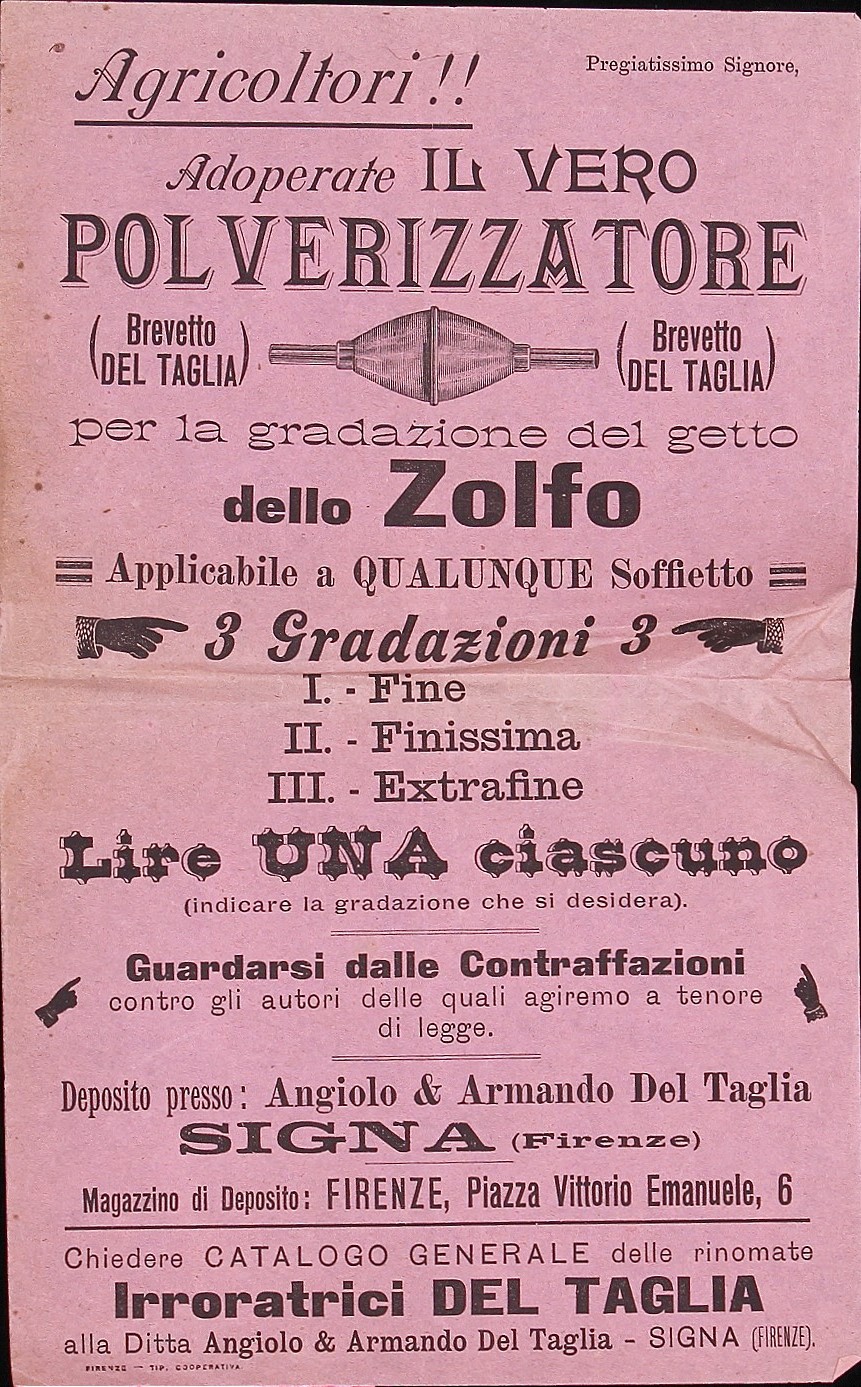 Agricoltori!!
Pregiatissimo Signore,
Adoperate IL VERO
POLVERIZZATORE
(Brevetto DEL TAGLIA)
(Brevetto DEL TAGLIA)
per la gradazione del getto
dello Zolfo
Applicabile a QUALUNQUE Soffietto
3 Gradazioni 3
I. - Fine
II. - Finissima
III. - Extrafine
Lire UNA ciascuno
(indicare la gradazione che si desidera).
Guardarsi dalle Contraffazioni
contro gli autori delle quali agiremo a tenore
di legge.
Deposito presso: Angiolo & Armando Del Taglia
SIGNA (Firenze)
Magazzino di Deposito: FIRENZE, Piazza Vittorio Emanuele, 6
Chiedere CATALOGO GENERALE delle rinomate
Irroratrici DEL TAGLIA
alla Ditta Angiolo & Armando Del Taglia - SIGNA (FIRENZE).
FIRENZE — TIP. COOPERATIVA.